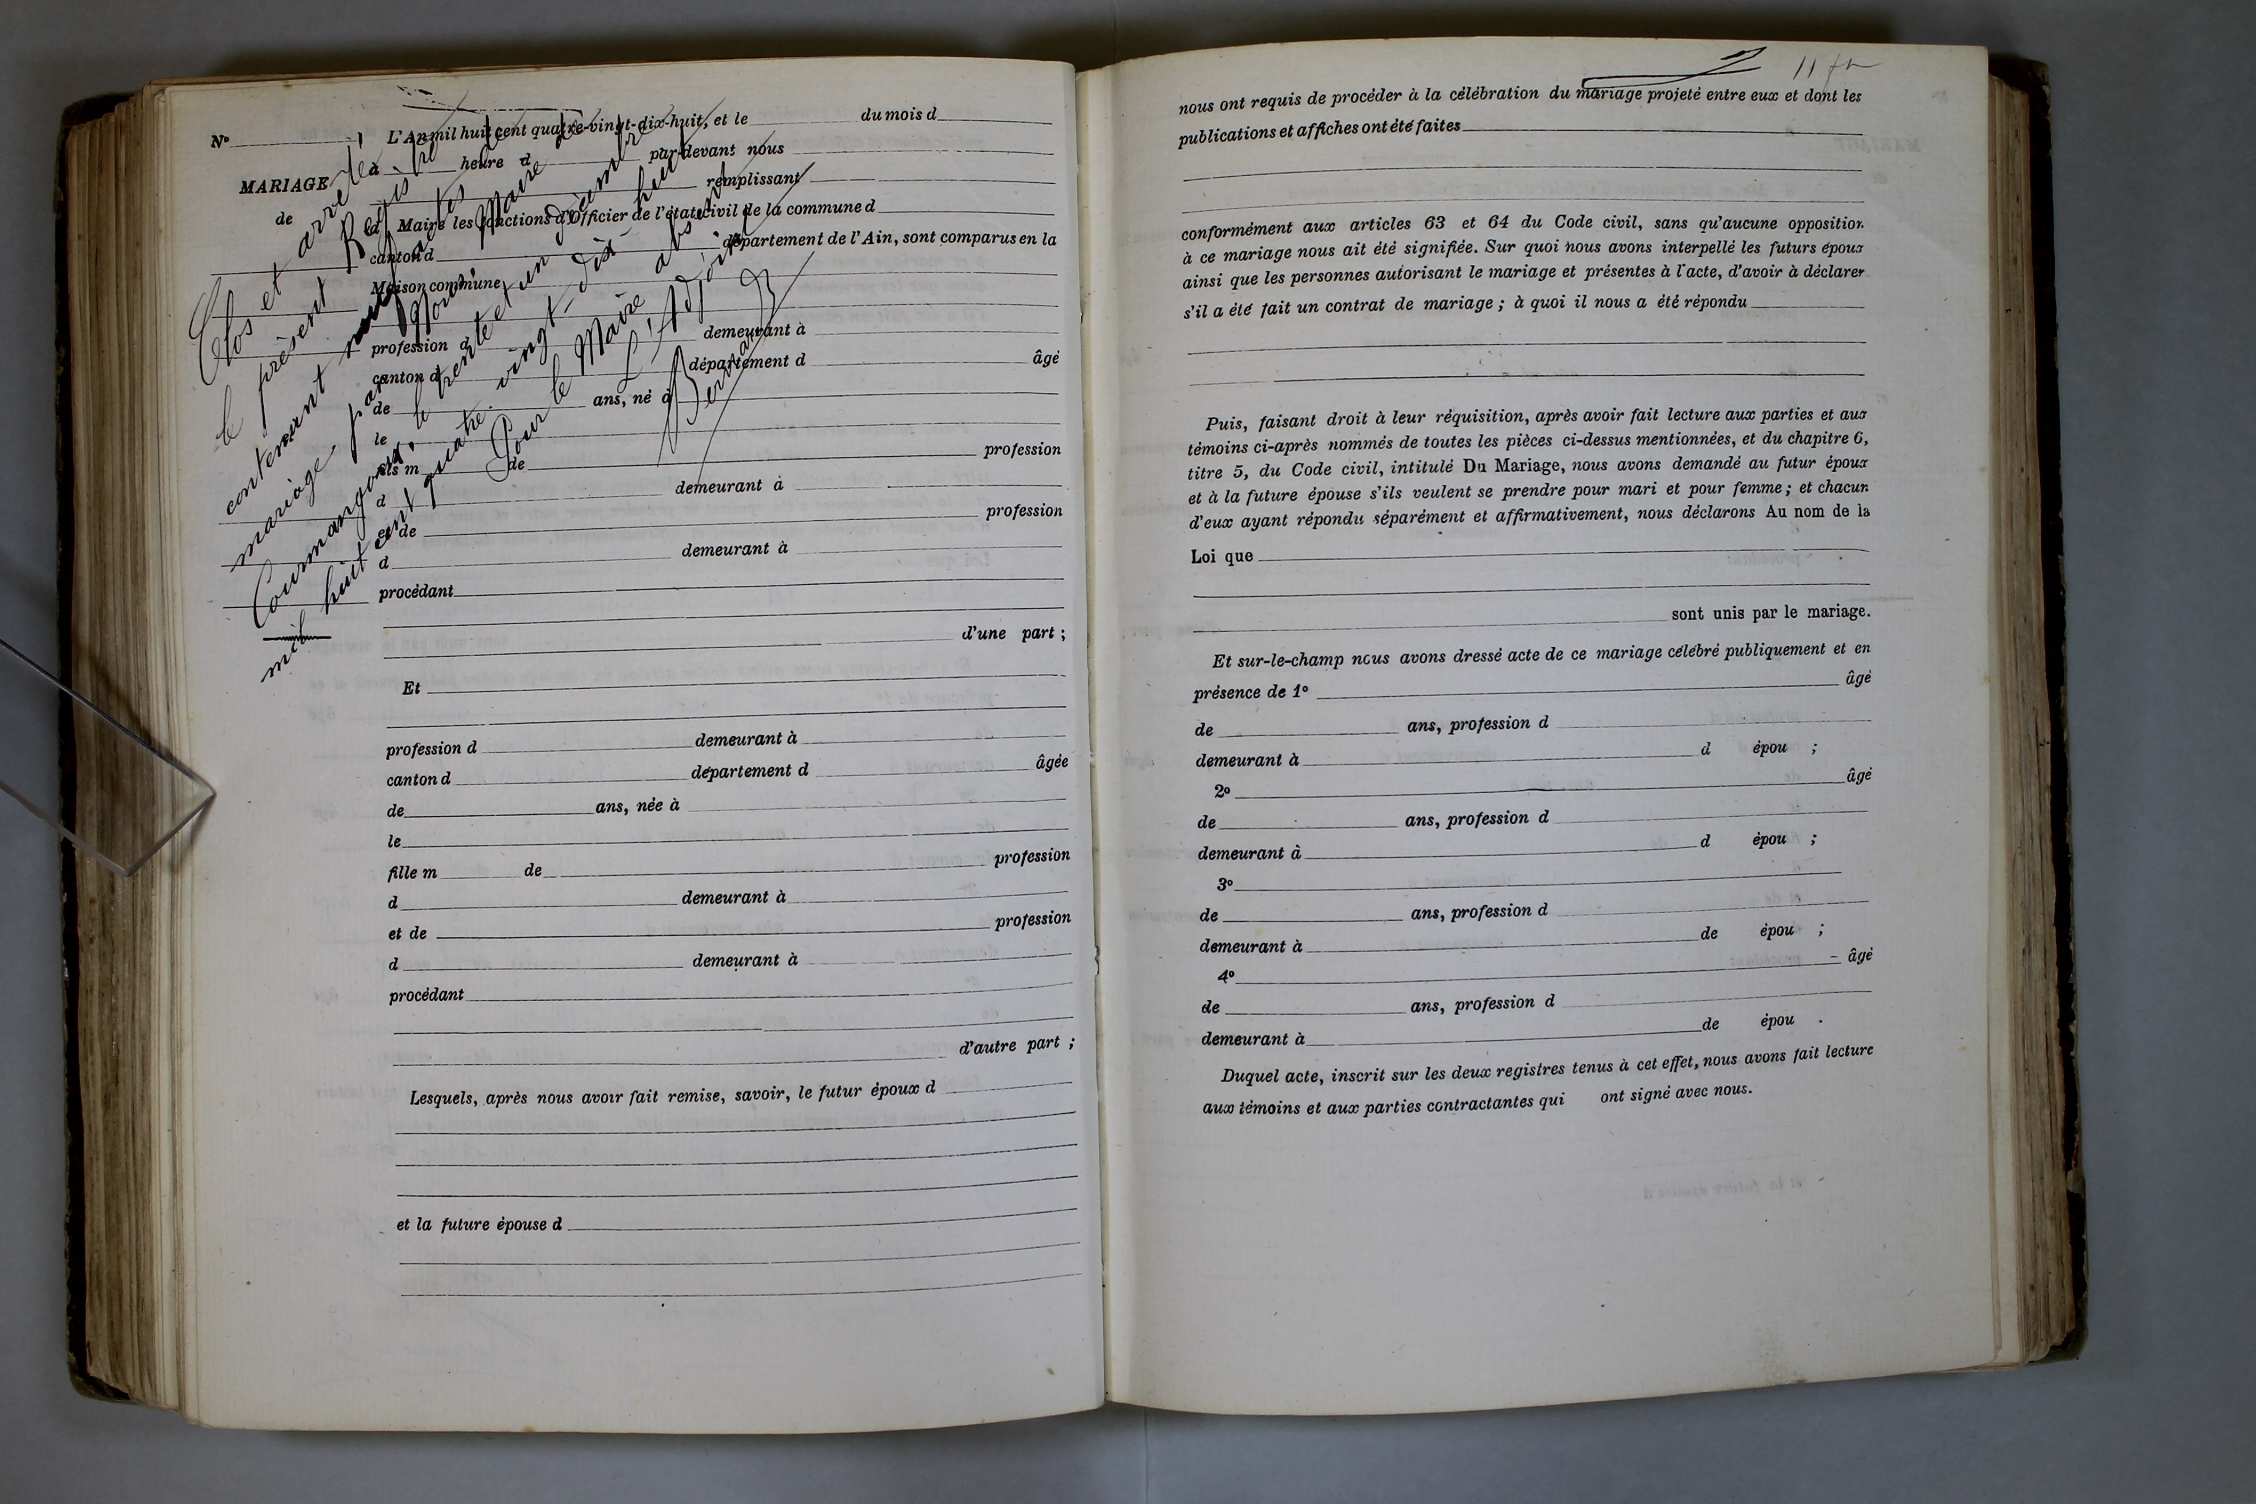 Clos et arrêté
le présent Registre
contenant neuf actes de
mariage par Nous Maire de
Courmangoux, le trente et un décembre
mil huit cent quatre-vingt-dix-huit
Pour le Maire absent
L'Adjoint
N°
MARIAGE
de
L'An mil huit cent quatre-vingt-dix-huit, et le du mois d
à heure d par-devant nous
remplissant
d Maire les fonctions d'Officier de l'état civil de la commune d
canton d département de l'Ain, sont comparus en la
Maison commune
profession d demeurant à
canton d département d âgé
de ans, né à
le
fils m de profession
d demeurant à
et de profession
d demeurant à
procédant
d'une part ;
Et
profession d demeurant à
canton d département d âgée
de ans, née à
le
fille m de profession
d demeurant à
et de profession
d demeurant à
procédant
d'autre part ;
Lesquels, après nous avoir fait remise, savoir, le futur époux d
et la future épouse d
11
nous ont requis de procéder à la célébration du mariage projeté entre eux et dont les
publications et affiches ont été faites
conformément aux articles 63 et 64 du Code civil, sans qu'aucune opposition
à ce mariage nous ait été signifiée. Sur quoi nous avons interpellé les futurs époux
ainsi que les personnes autorisant le mariage et présentes à l'acte, d'avoir à déclarer
s'il a été fait un contrat de mariage ; à quoi il nous a été répondu
Puis, faisant droit à leur réquisition, après avoir fait lecture aux parties et aux
témoins ci-après nommés de toutes les pièces ci-dessus mentionnées, et du chapitre 6,
titre 5, du Code civil, intitulé Du Mariage, nous avons demandé au futur époux
et à la future épouse s'ils veulent se prendre pour mari et pour femme ; et chacun
d'eux ayant répondu séparément et affirmativement, nous déclarons Au nom de la
Loi que
sont unis par le mariage.
Et sur-le-champ nous avons dressé acte de ce mariage célébré publiquement et en
présence de 1° âgé
de ans, profession d
demeurant à d épou ;
2° âgé
de ans, profession d
demeurant à d épou ;
3°
de ans, profession d
demeurant à de épou ;
4° âgé
de ans, profession d
demeurant à de épou .
Duquel acte, inscrit sur les deux registres tenus à cet effet, nous avons fait lecture
aux témoins et aux parties contractantes qui ont signé avec nous.